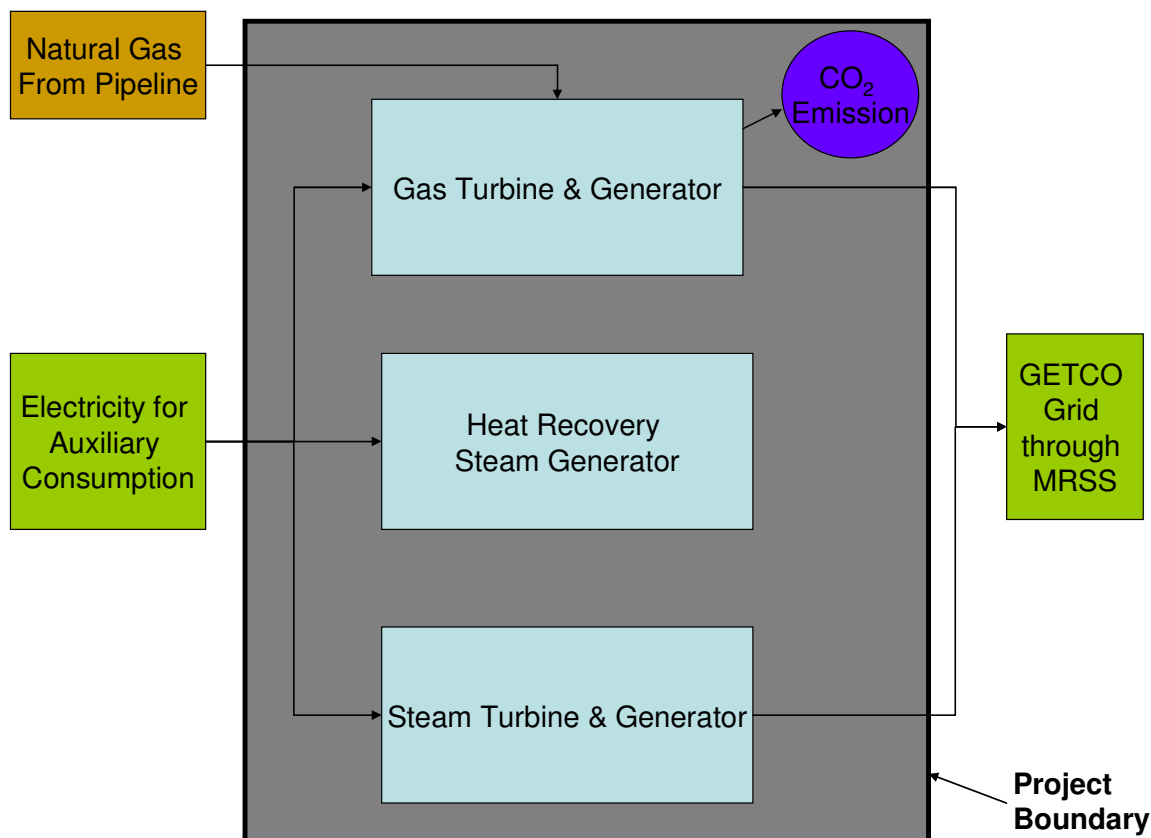 Natural Gas
From Pipeline
CO₂
Emission
Gas Turbine & Generator
Electricity for
Auxiliary
Consumption
Heat Recovery
Steam Generator
GETCO
Grid
through
MRSS
Steam Turbine & Generator
Project
Boundary